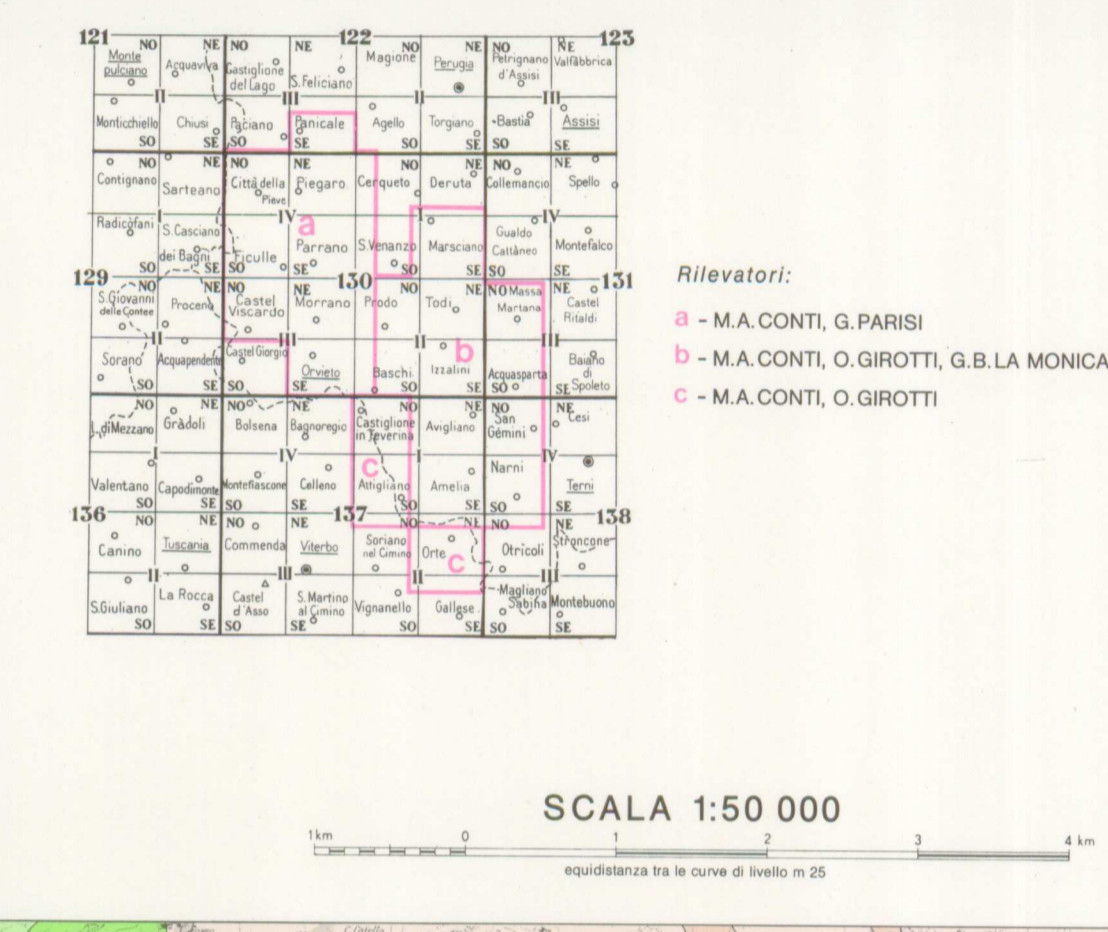 121 122 123
NO NE NO NE NO NE NO NE
Monte pulciano Acquaviva Castiglione del Lago S.Feliciano Magione Perugia Petrignano d'Assisi Valfabbrica
II III II III
Monticchiello Chiusi Paciano Panicale Agello Torgiano Bastia Assisi
SO SE SO SE SO SE SO SE
NO NE NO NE NO NE NO NE
Contignano Sarteano Città della Pieve Piegaro Cerqueto Deruta Collemancio Spello
I IV I IV
a
Radicófani S.Casciano dei Bagni Ficulle Parrano S.Venanzo Marsciano Gualdo Cattàneo Montefalco
SO SE SO SE SO SE SO SE
129 130 131
NO NE NO NE NO NE NO NE
S.Giovanni delle Contee Proceno Castel Viscardo Morrano Prodo Todi Massa Martana Castel Ritaldi
II III II III
b
Sorano Acquapendente Castel Giorgio Orvieto Baschi Izzalini Acquasparta Baiano di Spoleto
SO SE SO SE SO SE SO SE
NO NE NO NE NO NE NO NE
I.di Mezzano Gràdoli Bolsena Bagnoregio Castiglione in Teverina Avigliano San Gémini Cesi
I IV I IV
c
Valentano Capodimonte Montefiascone Celleno Attigliano Amelia Narni Terni
SO SE SO SE SO SE SO SE
136 137 138
NO NE NO NE NO NE NO NE
Canino Tuscania Commenda Viterbo Soriano nel Cimino Orte Otricoli Stroncone
c
II III II III
S.Giuliano La Rocca Castel d'Asso S.Martino al Cimino Vignanello Gallese Magliano Sabina Montebuono
SO SE SO SE SO SE SO SE
Rilevatori:
a - M.A.CONTI, G.PARISI
b - M.A.CONTI, O.GIROTTI, G.B.LA MONICA
c - M.A.CONTI, O.GIROTTI
SCALA 1:50 000
1 km 0 1 2 3 4 km
equidistanza tra le curve di livello m 25